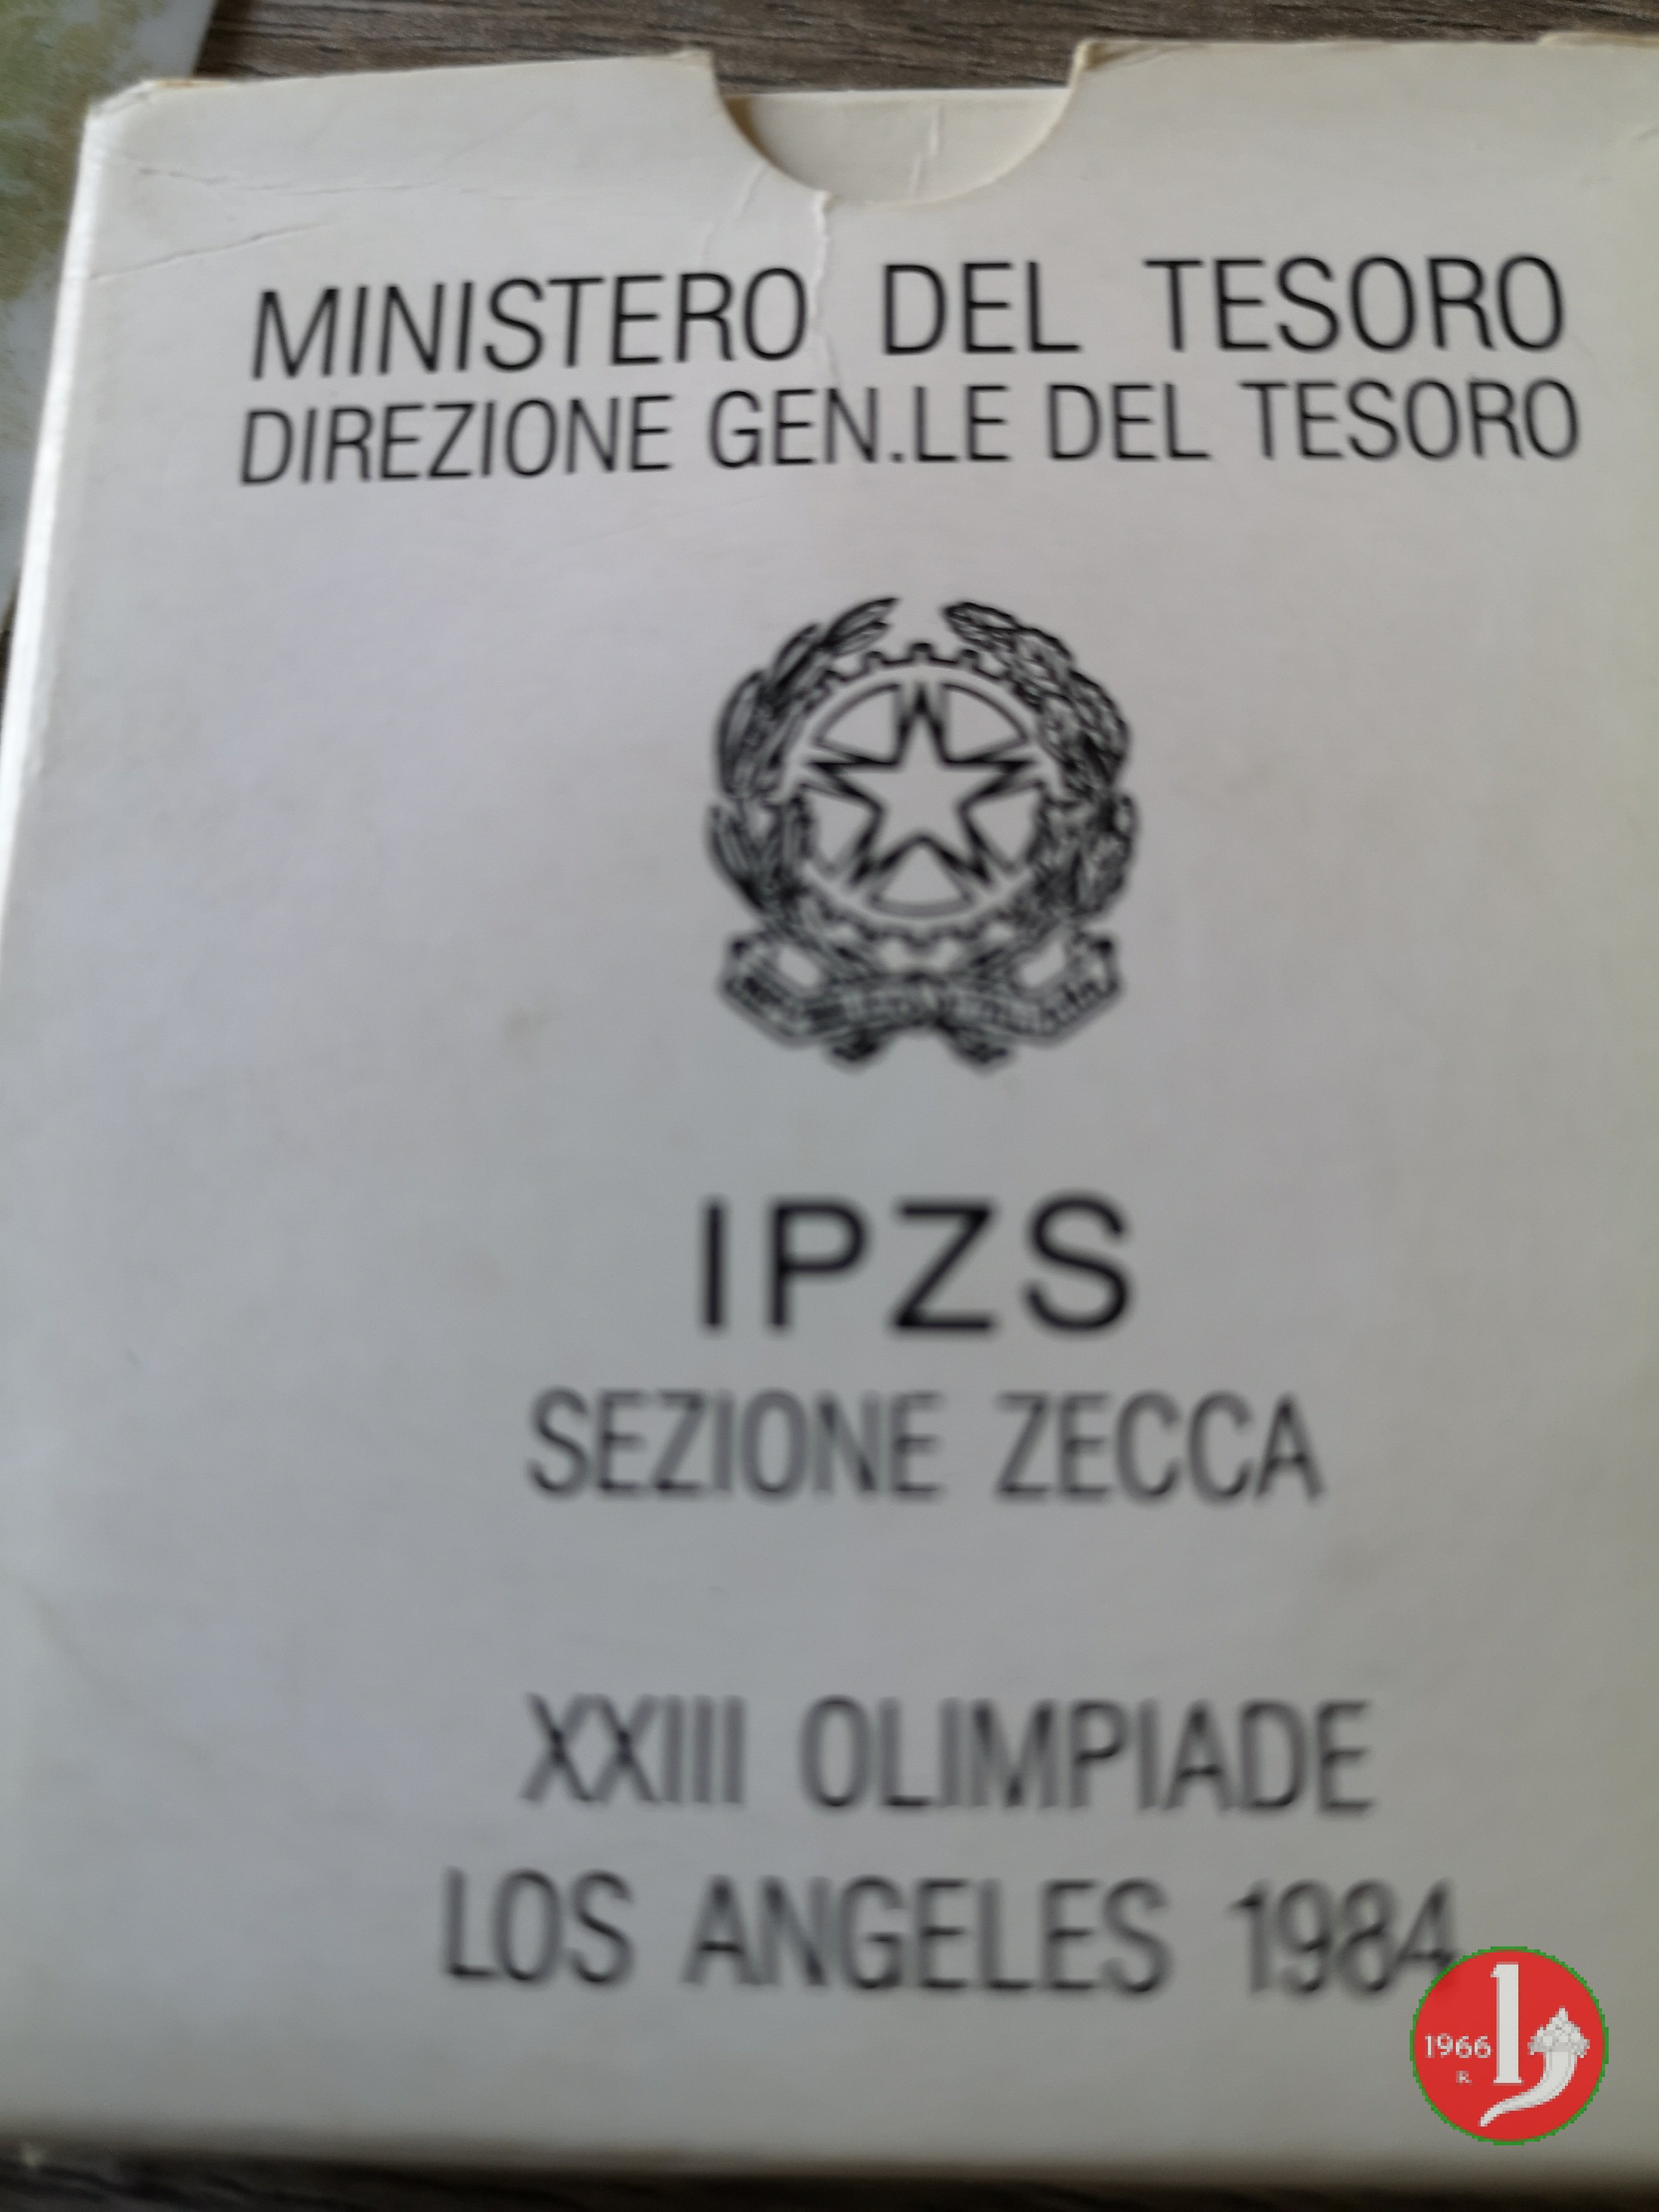 MINISTERO DEL TESORO
DIREZIONE GEN.LE DEL TESORO
IPZS
SEZIONE ZECCA
XXIII OLIMPIADE
LOS ANGELES 1984
1966 L
R